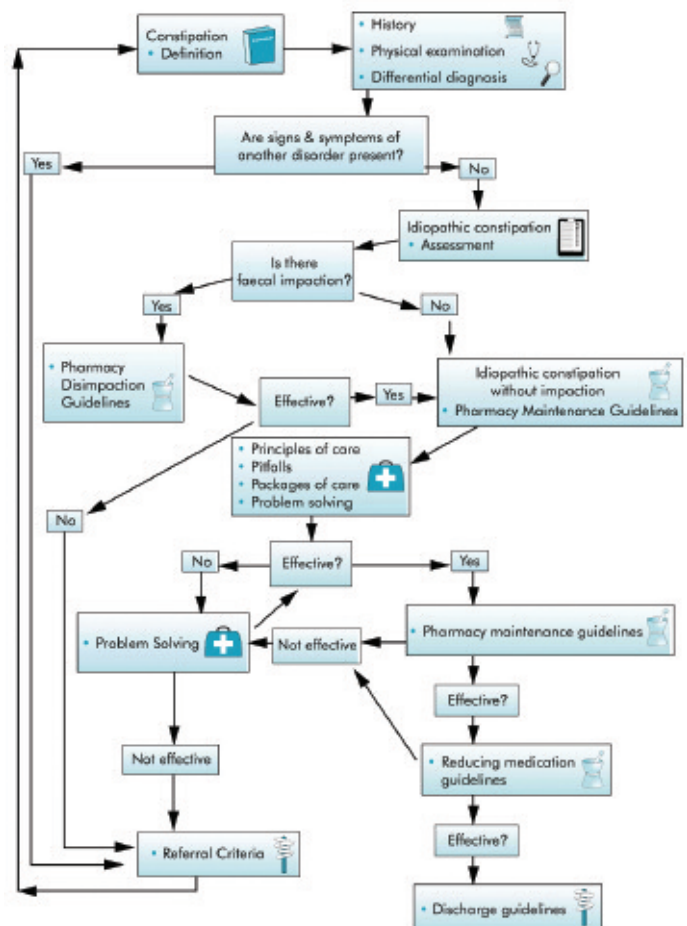 Constipation
• Definition
• History
• Physical examination
• Differential diagnosis
Are signs & symptoms of
another disorder present?
Yes
No
Idiopathic constipation
• Assessment
Is there
faecal impaction?
Yes
No
• Pharmacy
Disimpaction
Guidelines
Effective?
Yes
Idiopathic constipation
without impaction
• Pharmacy Maintenance Guidelines
• Principles of care
• Pitfalls
• Packages of care
• Problem solving
No
No
Effective?
Yes
• Problem Solving
Not effective
• Pharmacy maintenance guidelines
Effective?
Not effective
• Reducing medication
guidelines
Effective?
• Referral Criteria
• Discharge guidelines